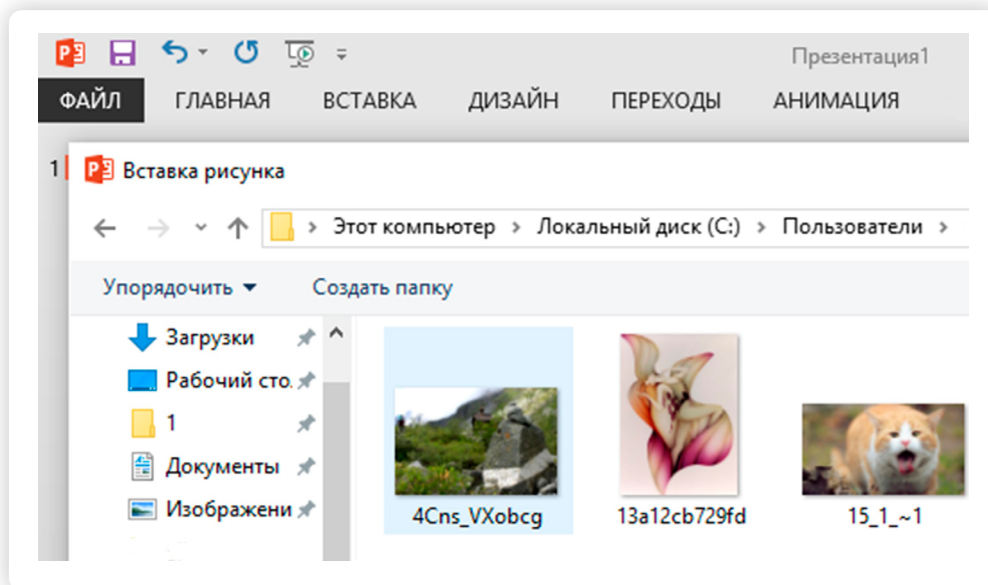 Презентация1
ФАЙЛ ГЛАВНАЯ ВСТАВКА ДИЗАЙН ПЕРЕХОДЫ АНИМАЦИЯ
1
Вставка рисунка
Этот компьютер > Локальный диск (C:) > Пользователи >
Упорядочить Создать папку
Загрузки
Рабочий сто.
1
Документы
Изображени
4Cns_VXobcg 13a12cb729fd 15_1_~1